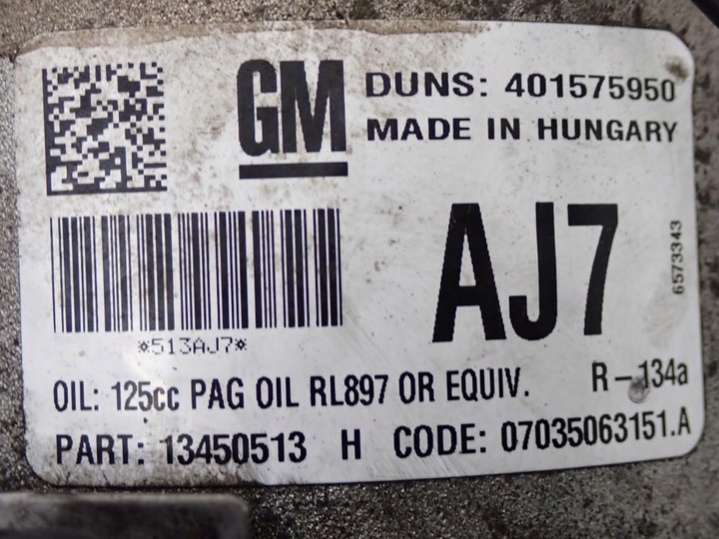 GM
DUNS: 401575950
MADE IN HUNGARY
AJ7
6573343
*513AJ7*
OIL: 125cc PAG OIL RL897 OR EQUIV.
R-134a
PART: 13450513 H CODE: 07035063151.A